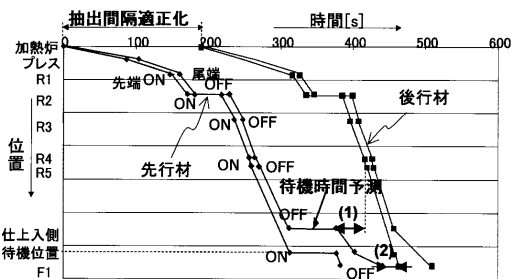 抽出間隔適正化
時間[s]
0 100 200 300 400 500 600
加熱炉
プレス
R1
R2
R3
R4
R5
仕上入側
待機位置
F1
位置
先端
ON
尾端
OFF
ON
OFF
ON
OFF
先行材
後行材
待機時間予測
OFF
(1)
ON
(2)
OFF